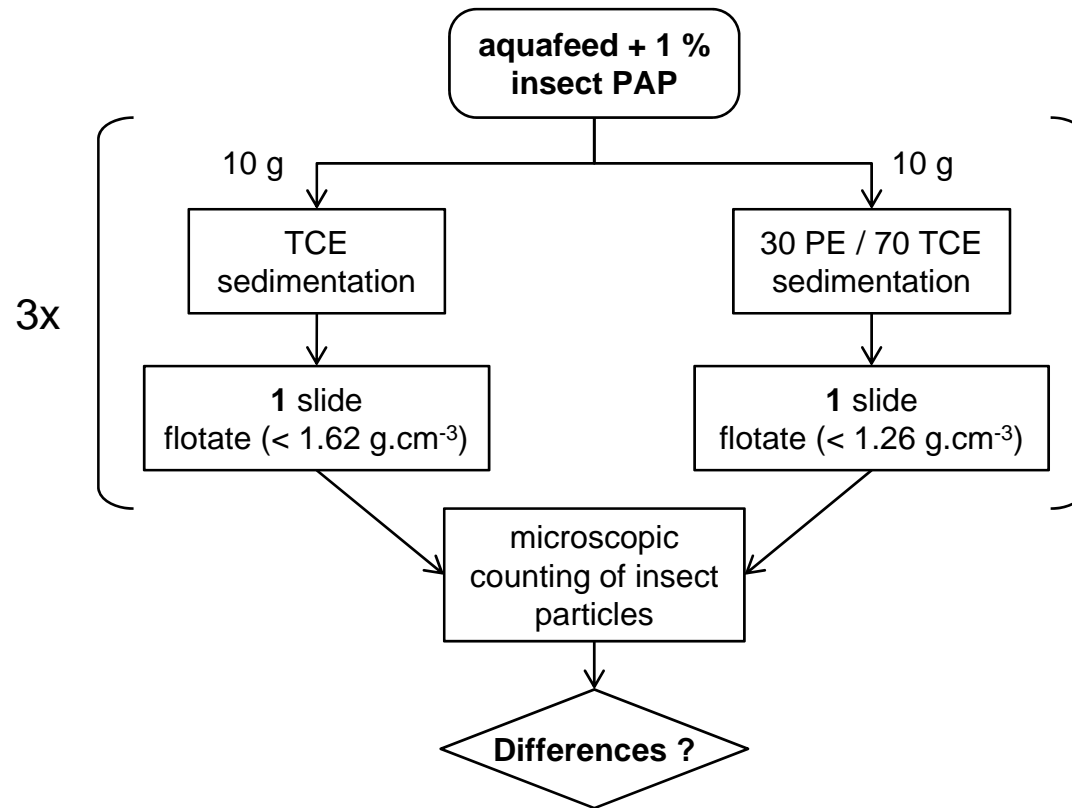 aquafeed + 1 %
insect PAP
10 g
10 g
TCE
sedimentation
30 PE / 70 TCE
sedimentation
3x
1 slide
flotate (< 1.62 g.cm⁻³)
1 slide
flotate (< 1.26 g.cm⁻³)
microscopic
counting of insect
particles
Differences ?